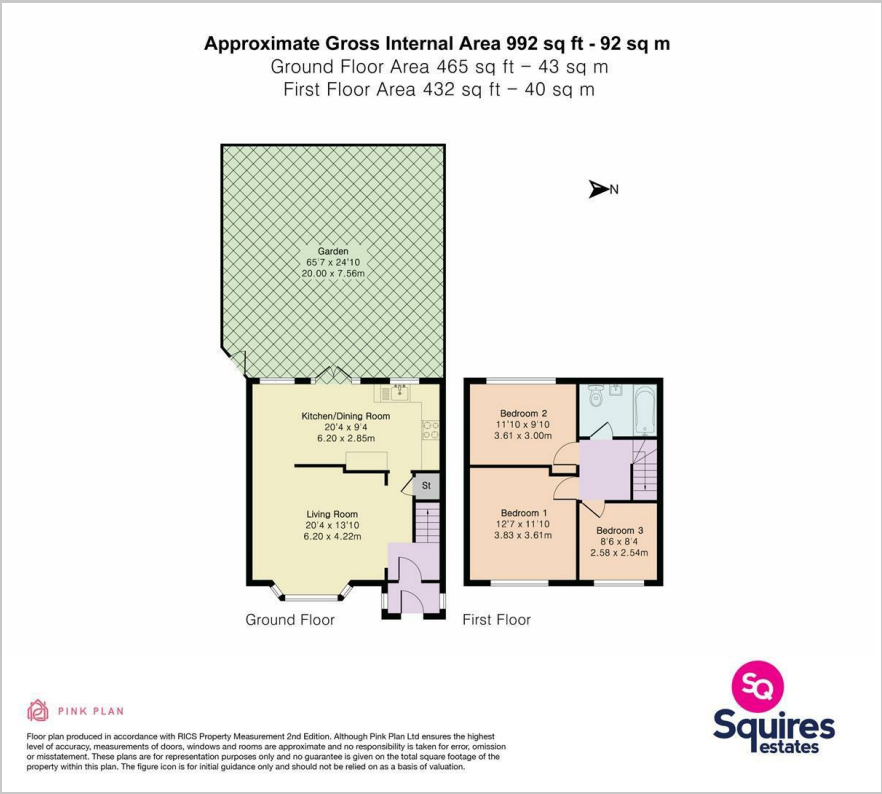 Approximate Gross Internal Area 992 sq ft - 92 sq m
Ground Floor Area 465 sq ft – 43 sq m
First Floor Area 432 sq ft – 40 sq m
N
Garden
65'7 x 24'10
20.00 x 7.56m
Kitchen/Dining Room
20'4 x 9'4
6.20 x 2.85m
St
Living Room
20'4 x 13'10
6.20 x 4.22m
Bedroom 2
11'10 x 9'10
3.61 x 3.00m
Bedroom 1
12'7 x 11'10
3.83 x 3.61m
Bedroom 3
8'6 x 8'4
2.58 x 2.54m
Ground Floor
First Floor
PINK PLAN
Floor plan produced in accordance with RICS Property Measurement 2nd Edition. Although Pink Plan Ltd ensures the highest
level of accuracy, measurements of doors, windows and rooms are approximate and no responsibility is taken for error, omission
or misstatement. These plans are for representation purposes only and no guarantee is given on the total square footage of the
property within this plan. The figure icon is for initial guidance only and should not be relied on as a basis of valuation.
SQ
Squires
estates